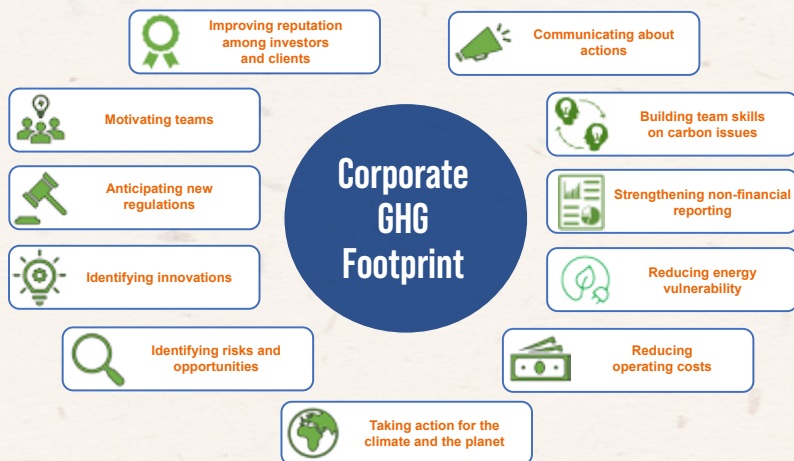 Improving reputation
among investors
and clients
Communicating about
actions
Motivating teams
Building team skills
on carbon issues
Corporate
GHG
Footprint
Anticipating new
regulations
Strengthening non-financial
reporting
Identifying innovations
Reducing energy
vulnerability
Identifying risks and
opportunities
Reducing
operating costs
Taking action for the
climate and the planet